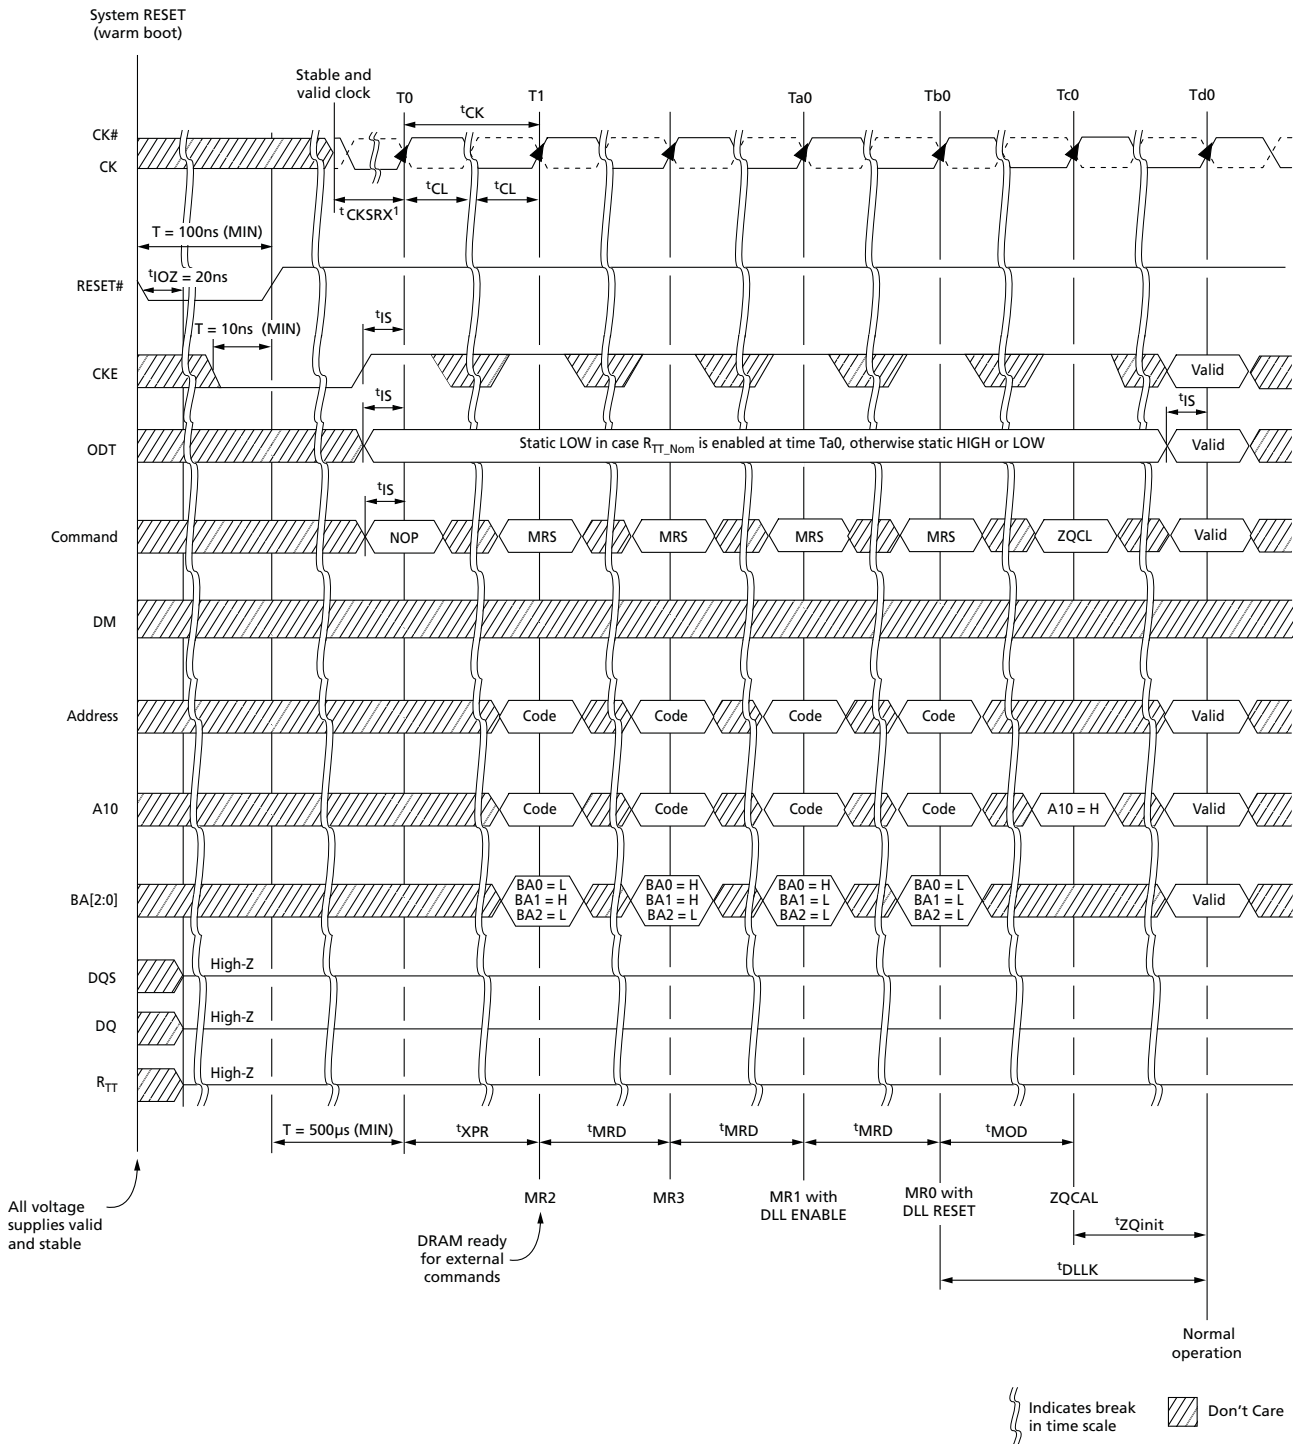 System RESET
(warm boot)
Stable and
valid clock
T0
T1
Ta0
Tb0
Tc0
Td0
tCK
CK#
CK
tCKSRX1
tCL
tCL
T = 100ns (MIN)
tIOZ = 20ns
RESET#
T = 10ns (MIN)
tIS
CKE
Valid
tIS
tIS
ODT
Static LOW in case RTT_Nom is enabled at time Ta0, otherwise static HIGH or LOW
Valid
tIS
Command
NOP
MRS
MRS
MRS
MRS
ZQCL
Valid
DM
Address
Code
Code
Code
Code
Valid
A10
Code
Code
Code
Code
A10 = H
Valid
BA[2:0]
BA0 = L
BA1 = H
BA2 = L
BA0 = H
BA1 = H
BA2 = L
BA0 = H
BA1 = L
BA2 = L
BA0 = L
BA1 = L
BA2 = L
Valid
DQS
High-Z
DQ
High-Z
RTT
High-Z
T = 500μs (MIN)
tXPR
tMRD
tMRD
tMRD
tMOD
All voltage
supplies valid
and stable
MR2
MR3
MR1 with
DLL ENABLE
MR0 with
DLL RESET
ZQCAL
tZQinit
DRAM ready
for external
commands
tDLLK
Normal
operation
Indicates break
in time scale
Don't Care